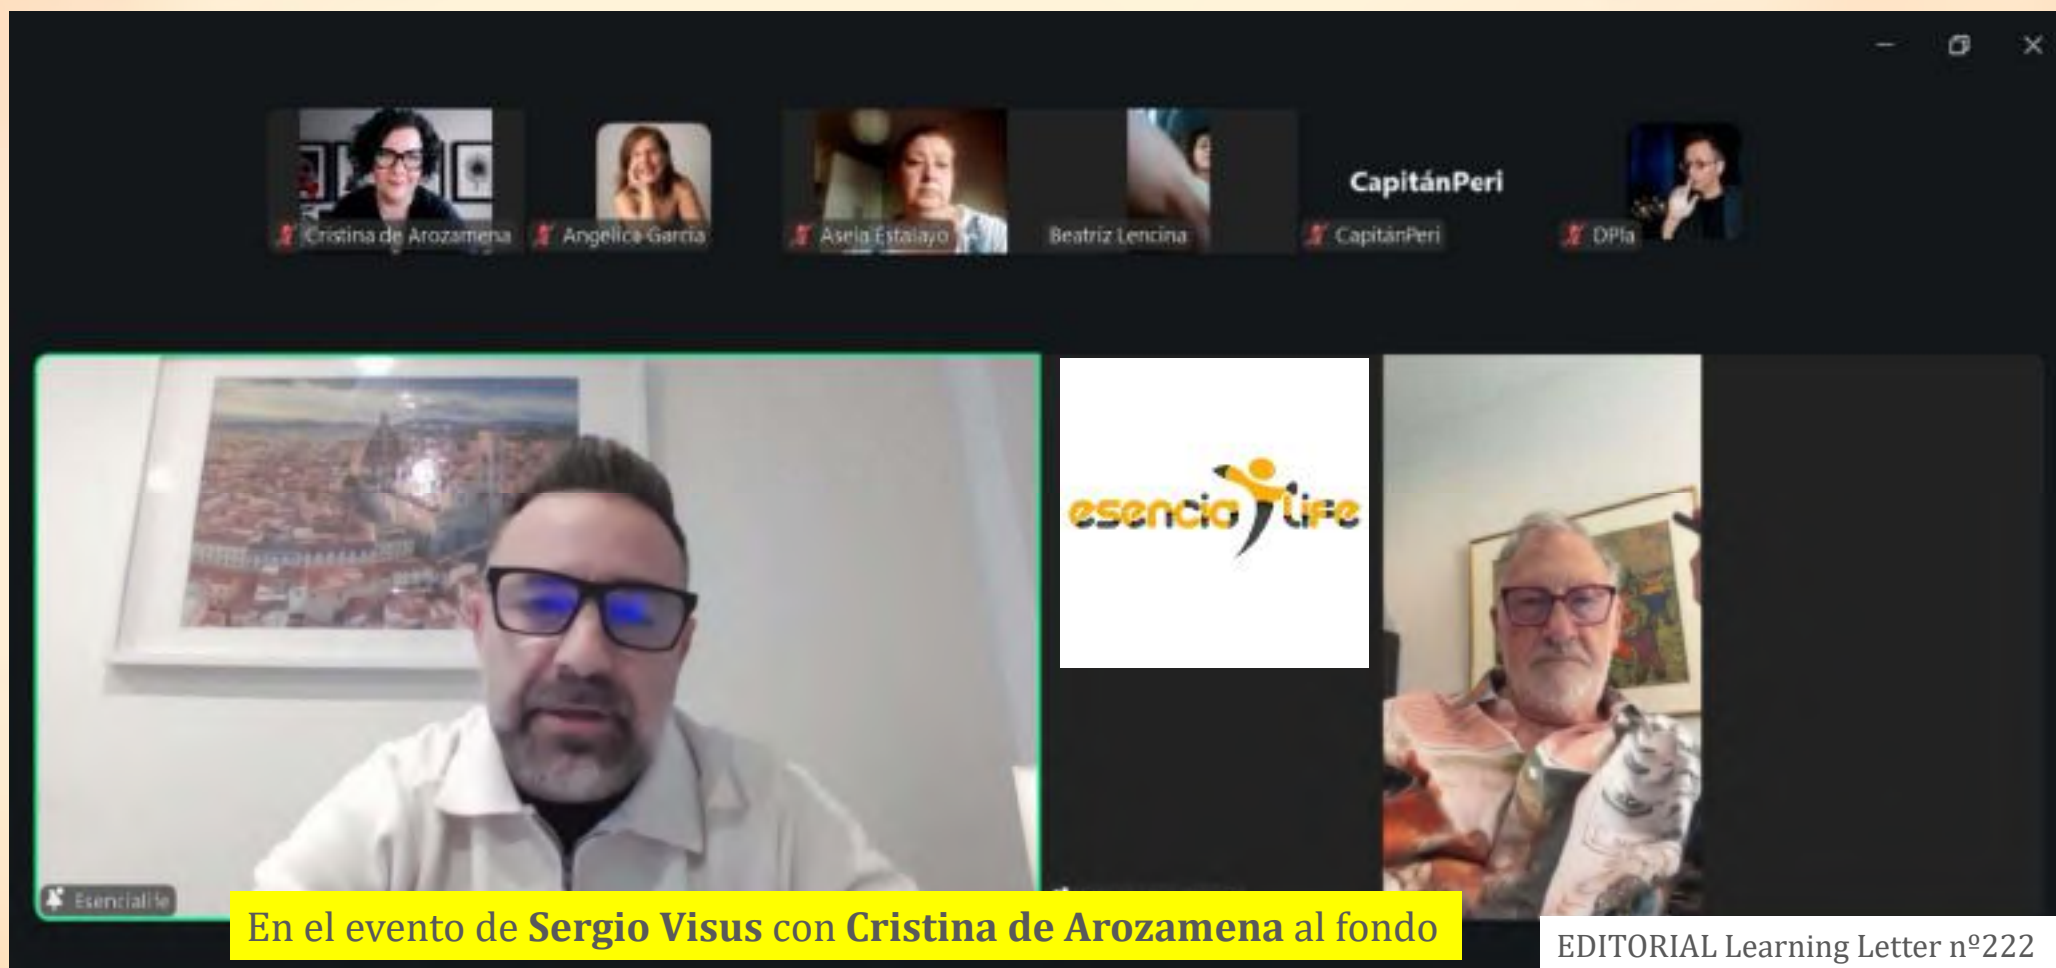 Cristina de Arozamena
Angelica Garcia
Asela Estalayo
Beatriz Lencina
CapitánPeri
CapitánPeri
DPla
esencia life
Esencialife
En el evento de Sergio Visus con Cristina de Arozamena al fondo
EDITORIAL Learning Letter nº222